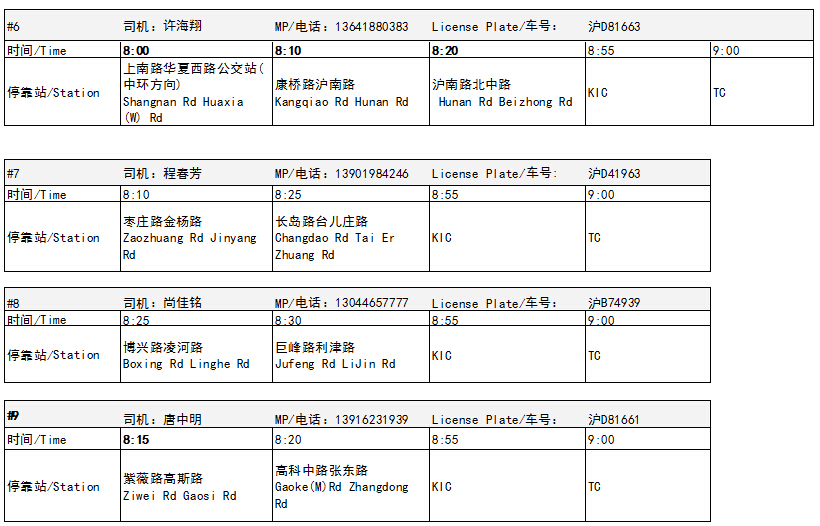 #6 司机：许海翔 MP/电话：13641880383 License Plate/车号： 沪D81663
时间/Time 8:00 8:10 8:20 8:55 9:00
停靠站/Station 上南路华夏西路公交站(中环方向) Shangnan Rd Huaxia (W) Rd 康桥路沪南路 Kangqiao Rd Hunan Rd 沪南路北中路 Hunan Rd Beizhong Rd KIC TC
#7 司机：程春芳 MP/电话：13901984246 License Plate/车号: 沪D41963
时间/Time 8:10 8:25 8:55 9:00
停靠站/Station 枣庄路金杨路 Zaozhuang Rd Jinyang Rd 长岛路台儿庄路 Changdao Rd Tai Er Zhuang Rd KIC TC
#8 司机：尚佳铭 MP/电话：13044657777 License Plate/车号： 沪B74939
时间/Time 8:25 8:30 8:55 9:00
停靠站/Station 博兴路凌河路 Boxing Rd Linghe Rd 巨峰路利津路 Jufeng Rd LiJin Rd KIC TC
#9 司机：唐中明 MP/电话：13916231939 License Plate/车号： 沪D81661
时间/Time 8:15 8:20 8:55 9:00
停靠站/Station 紫薇路高斯路 Ziwei Rd Gaosi Rd 高科中路张东路 Gaoke(M)Rd Zhangdong Rd KIC TC